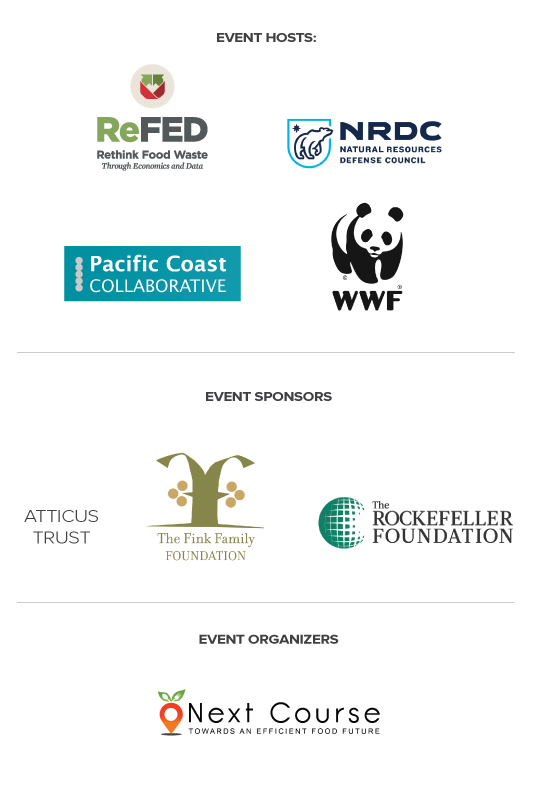 EVENT HOSTS:
ReFED
Rethink Food Waste
Through Economics and Data
NRDC
NATURAL RESOURCES
DEFENSE COUNCIL
Pacific Coast
COLLABORATIVE
©
®
WWF
EVENT SPONSORS
ATTICUS
TRUST
The Fink Family
FOUNDATION
The
ROCKEFELLER
FOUNDATION
EVENT ORGANIZERS
Next Course
TOWARDS AN EFFICIENT FOOD FUTURE